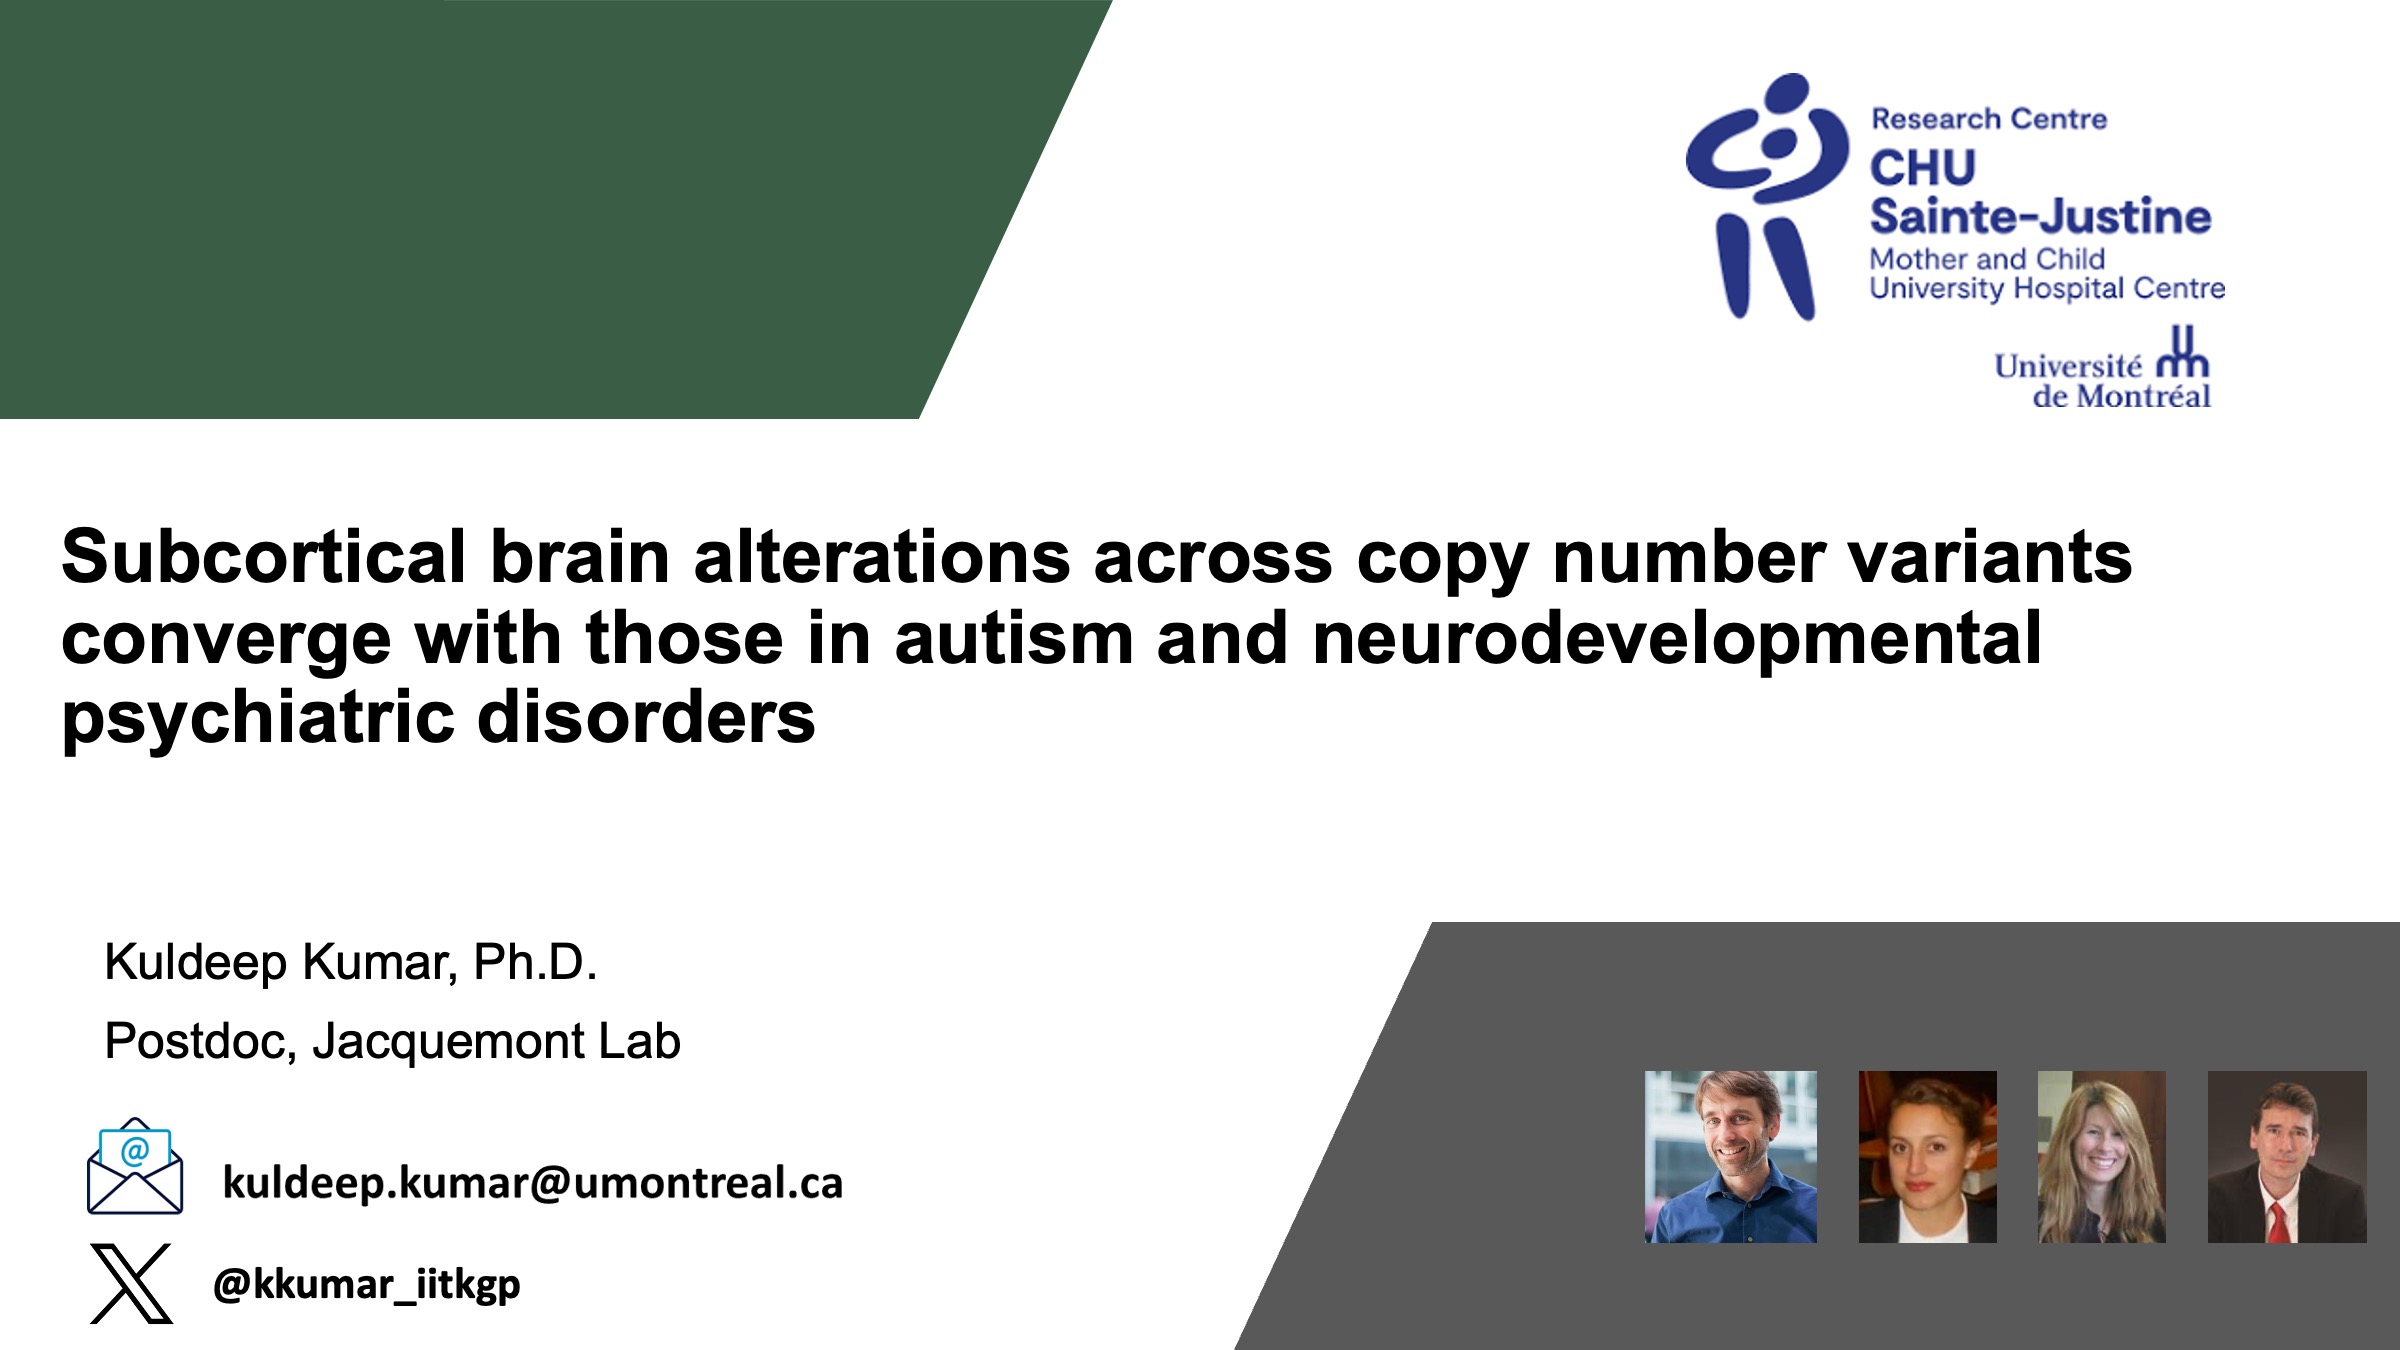 Research Centre
CHU
Sainte-Justine
Mother and Child
University Hospital Centre
Université
de Montréal
Subcortical brain alterations across copy number variants
converge with those in autism and neurodevelopmental
psychiatric disorders
Kuldeep Kumar, Ph.D.
Postdoc, Jacquemont Lab
@
kuldeep.kumar@umontreal.ca
@kkumar_iitkgp